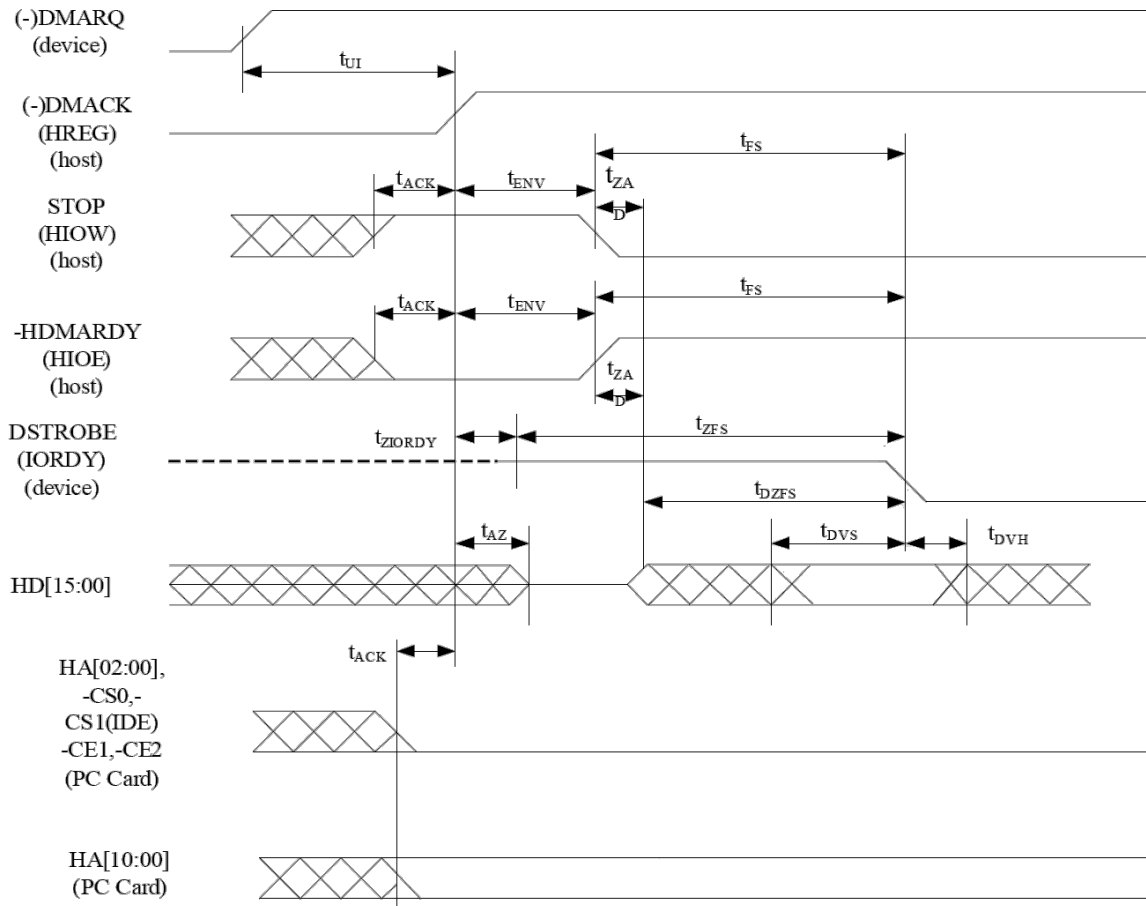 (-)DMARQ
(device)
tUI
(-)DMACK
(HREG)
(host)
tFS
tACK
tENV
tZA
D
STOP
(HIOW)
(host)
tFS
tACK
tENV
-HDMARDY
(HIOE)
(host)
tZA
D
DSTROBE
(IORDY)
(device)
tZIORDY
tZFS
tDZFS
tAZ
tDVS
tDVH
HD[15:00]
tACK
HA[02:00],
-CS0,-
CS1(IDE)
-CE1,-CE2
(PC Card)
HA[10:00]
(PC Card)